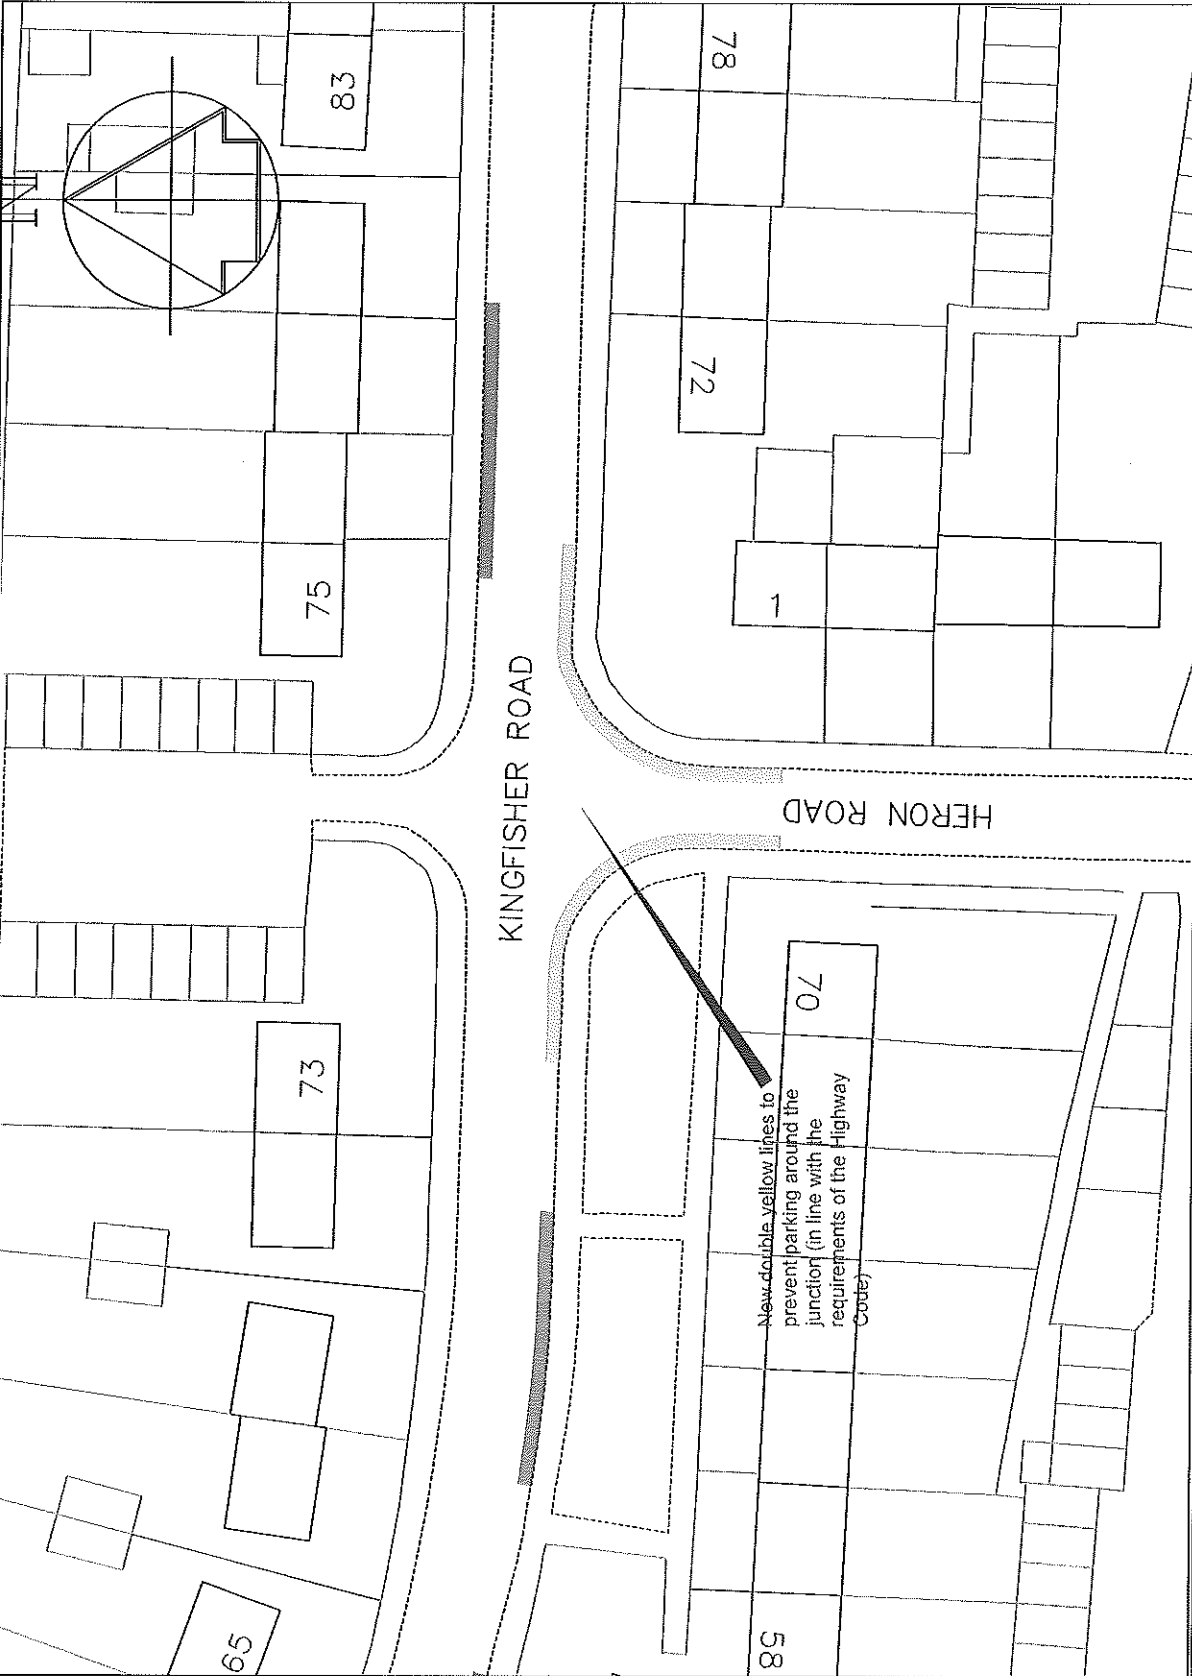 83
78
72
75
1
KINGFISHER ROAD
HERON ROAD
70
73
New double yellow lines to
prevent parking around the
junction (in line with the
requirements of the Highway
Code)
65
58